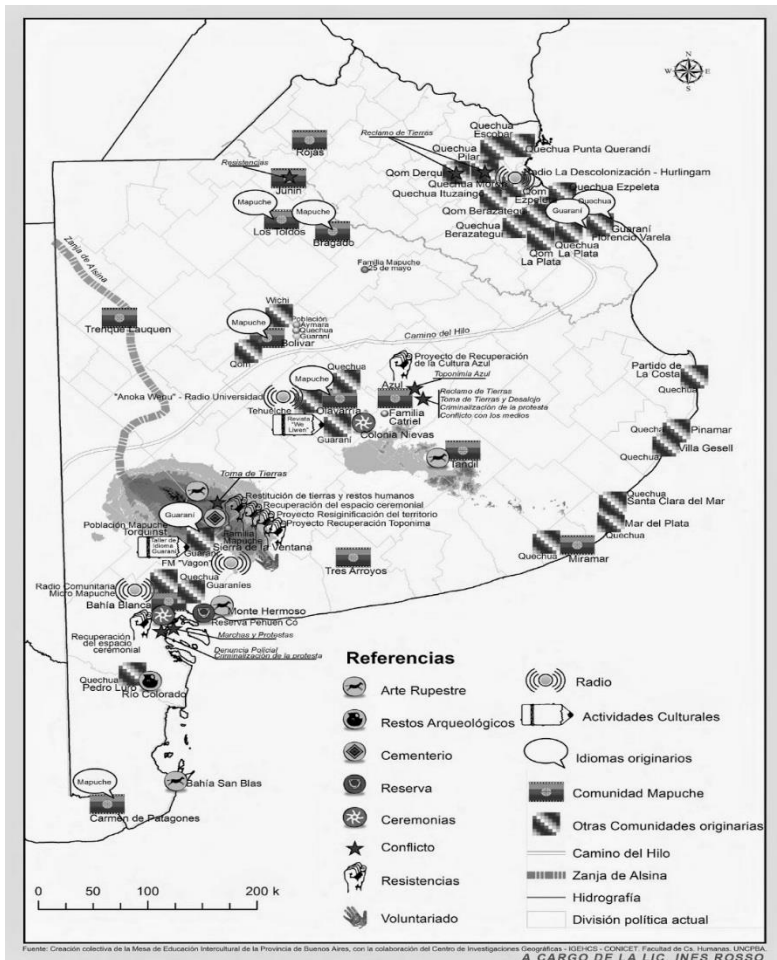 N
W
E
S
Reclamo de Tierras
Quechua
Escobar
Quechua
Pilar
Quechua Punta Querandí
Rojas
Resistencias
Junin
Qom Derqui
Radio La Descolonización - Hurlingam
Quechua Ituzaingo
Qom
Ezpeleta
Quechua Ezpeleta
Quechua
Guaraní
Qom Berazategui
Guaraní
Florencio Varela
Quechua
Berazategui
Quechua
La Plata
Qom
La Plata
Mapuche
Los Toldos
Mapuche
Bragado
Familia Mapuche
25 de mayo
Zanja de Alsina
Trenque Lauquen
Wichi
Mapuche
Bolivar
Qom
Población
Aymara
Quechua
Guaraní
Camino del Hilo
Proyecto de Recuperación
de la Cultura Azul
Azul
Toponimia Azul
Reclamo de Tierras
Toma de Tierras y Desalojo
Criminalización de la protesta
Conflicto con los medios
Familia
Catriel
Quechua
Mapuche
"Anoka Wepu" - Radio Universidad
Tehuelche
Olavarria
Revista
"We
Liwen"
Guaraní
Colonia Nievas
Tandil
Partido de
La Costa
Quechua
Quechua
Pinamar
Villa Gesell
Quechua
Quechua
Santa Clara del Mar
Mar del Plata
Quechua
Quechua
Miramar
Toma de Tierras
Restitución de tierras y restos humanos
Recuperación del espacio ceremonial
Proyecto Resignificación del territorio
Proyecto Recuperación Toponima
Guaraní
Población Mapuche
Torquinst
Familia
Mapuche
Sierra de la Ventana
Taller de
Idioma
Guaraní
Guaraní
FM "Vagon"
Tres Arroyos
Radio Comunitaria
Micro Mapuche
Quechua
Guaraníes
Bahía Blanca
Monte Hermoso
Reserva Pehuen Có
Recuperación
del espacio
ceremonial
Marchas y Protestas
Denuncia Policial
Criminalización de la protesta
Quechua
Pedro Luro
Río Colorado
Bahía San Blas
Mapuche
Carmen de Patagones
Referencias
Arte Rupestre
Restos Arqueológicos
Cementerio
Reserva
Ceremonias
Conflicto
Resistencias
Voluntariado
Radio
Actividades Culturales
Idiomas originarios
Comunidad Mapuche
Otras Comunidades originarias
Camino del Hilo
Zanja de Alsina
Hidrografía
División política actual
0 50 100 200 k
Fuente: Creación colectiva de la Mesa de Educación Intercultural de la Provincia de Buenos Aires, con la colaboración del Centro de Investigaciones Geográficas - IGEHCS - CONICET. Facultad de Cs. Humanas. UNCPBA.
A CARGO DE LA LIC. INES ROSSO